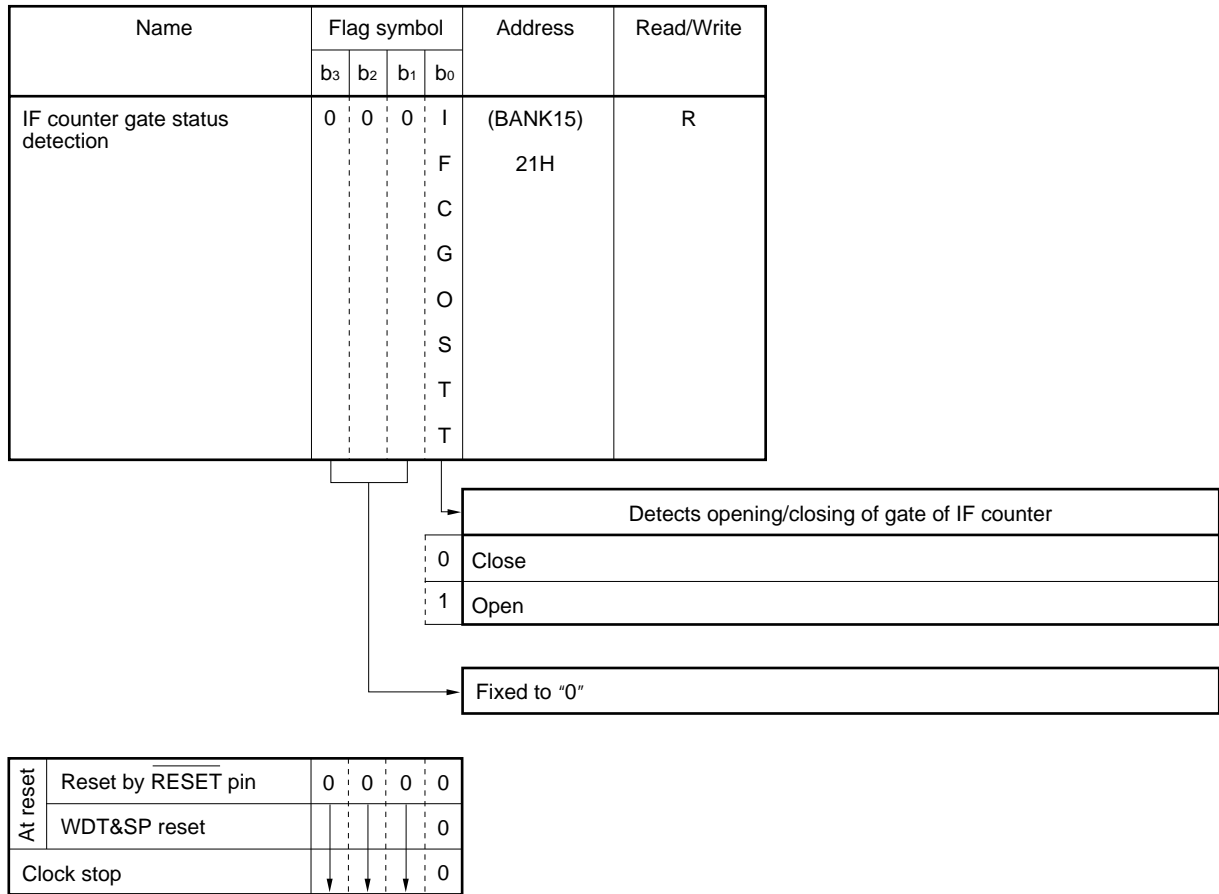 Name Flag symbol Address Read/Write
b3 b2 b1 b0
IF counter gate status 0 0 0 I (BANK15) R
detection
F 21H
C
G
O
S
T
T
Detects opening/closing of gate of IF counter
0 Close
1 Open
Fixed to "0"
At reset
Reset by RESET pin 0 0 0 0
WDT&SP reset 0
Clock stop 0